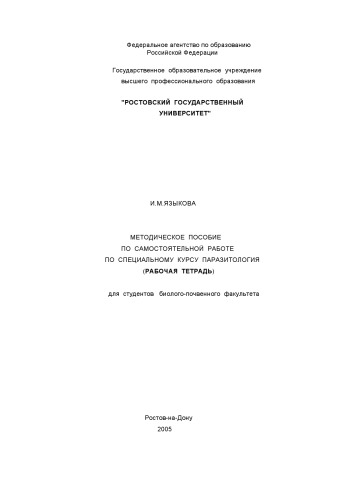 Федеральное агентство по образованию
Российской Федерации
Государственное образовательное учреждение
высшего профессионального образования
"РОСТОВСКИЙ ГОСУДАРСТВЕННЫЙ
УНИВЕРСИТЕТ"
И.М.ЯЗЫКОВА
МЕТОДИЧЕСКОЕ ПОСОБИЕ
ПО САМОСТОЯТЕЛЬНОЙ РАБОТЕ
ПО СПЕЦИАЛЬНОМУ КУРСУ ПАРАЗИТОЛОГИЯ
(РАБОЧАЯ ТЕТРАДЬ)
для студентов биолого-почвенного факультета
Ростов-на-Дону
2005